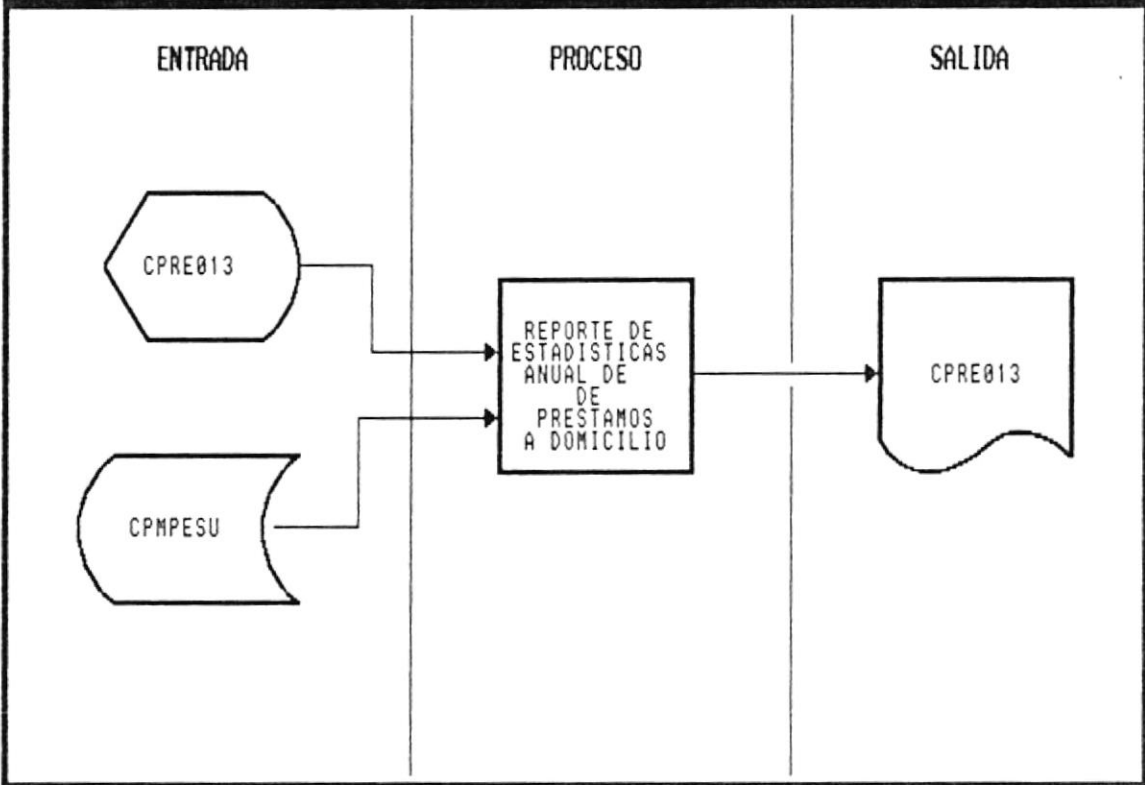 ENTRADA
PROCESO
SALIDA
CPRE013
REPORTE DE
ESTADISTICAS
ANUAL DE
DE
PRESTAMOS
A DOMICILIO
CPRE013
CPMPESU